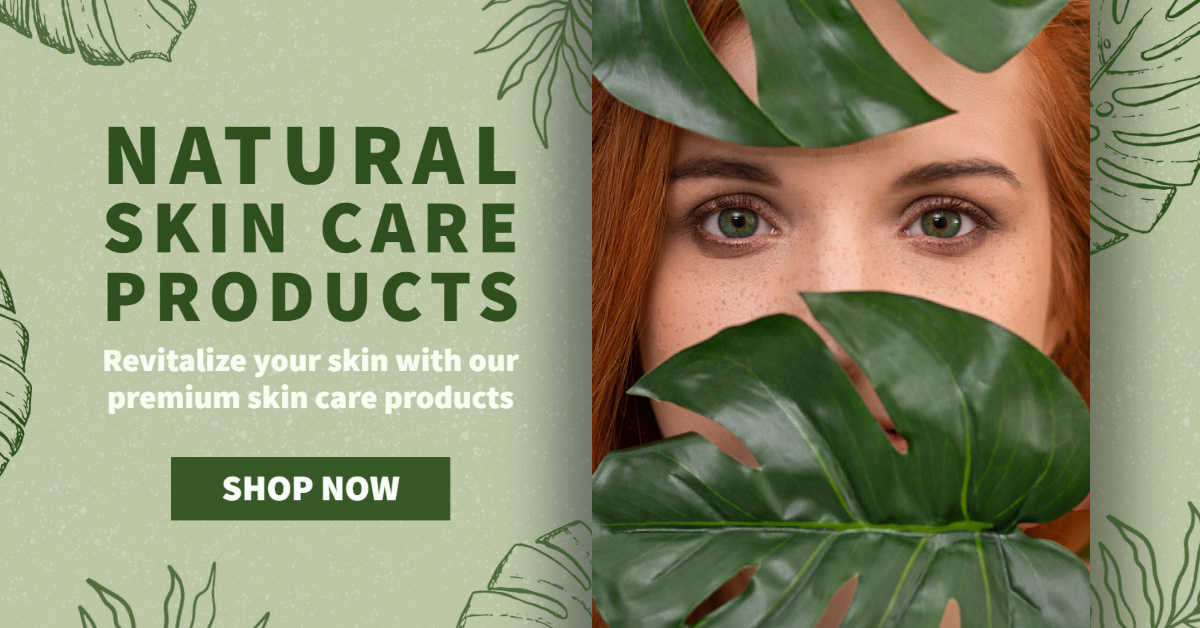 NATURAL
SKIN CARE
PRODUCTS
Revitalize your skin with our
premium skin care products
SHOP NOW